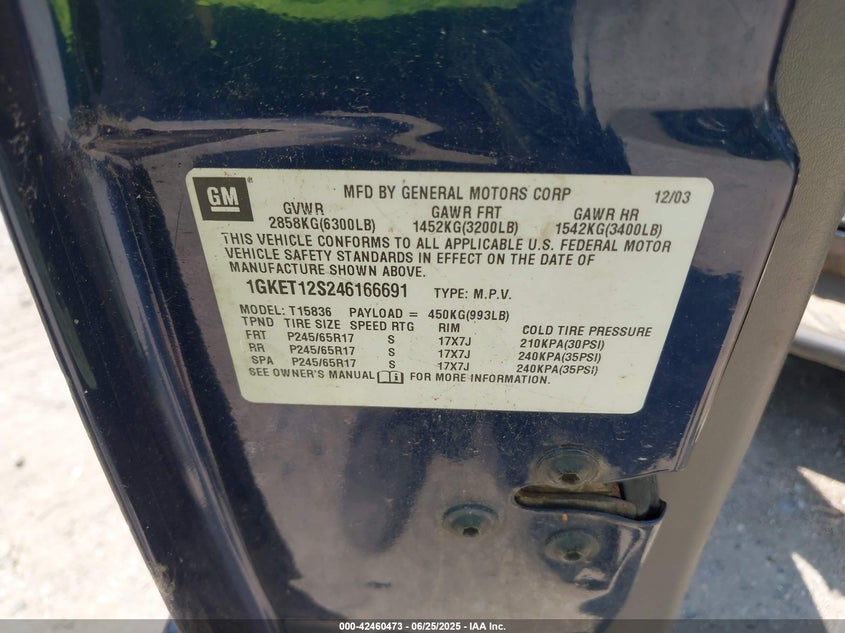 GM
MFD BY GENERAL MOTORS CORP 12/03
GVWR GAWR FRT GAWR RR
2858KG(6300LB) 1452KG(3200LB) 1542KG(3400LB)
THIS VEHICLE CONFORMS TO ALL APPLICABLE U.S. FEDERAL MOTOR
VEHICLE SAFETY STANDARDS IN EFFECT ON THE DATE OF
MANUFACTURE SHOWN ABOVE.
1GKET12S246166691 TYPE: M.P.V.
MODEL: T15836 PAYLOAD = 450KG(993LB)
TPND TIRE SIZE SPEED RTG RIM COLD TIRE PRESSURE
FRT P245/65R17 S 17X7J 210KPA(30PSI)
RR P245/65R17 S 17X7J 240KPA(35PSI)
SPA P245/65R17 S 17X7J 240KPA(35PSI)
SEE OWNER'S MANUAL FOR MORE INFORMATION.
000-42460473 - 06/25/2025 - IAA Inc.